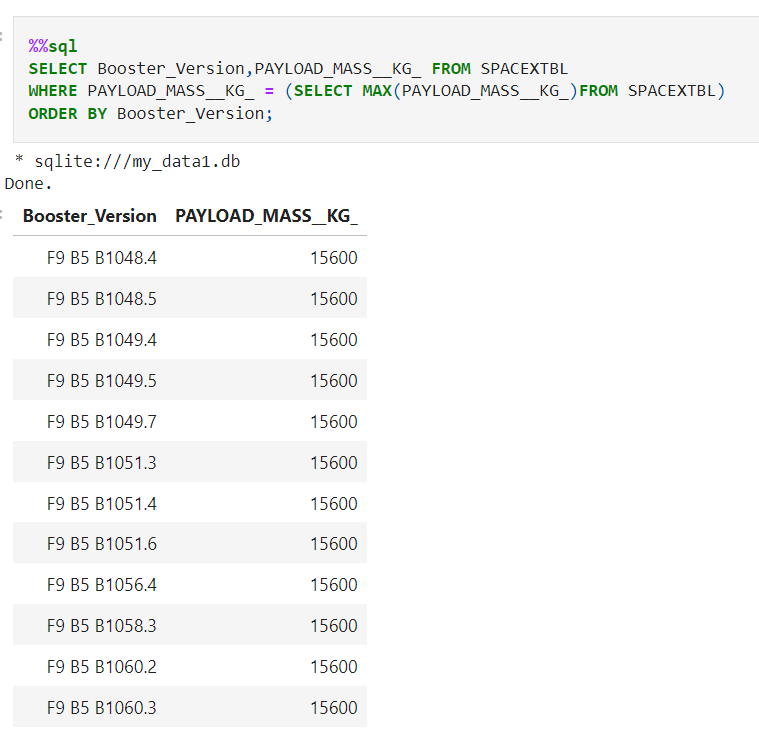 %%sql
SELECT Booster_Version,PAYLOAD_MASS__KG_ FROM SPACEXTBL
WHERE PAYLOAD_MASS__KG_ = (SELECT MAX(PAYLOAD_MASS__KG_)FROM SPACEXTBL)
ORDER BY Booster_Version;
* sqlite:///my_data1.db
Done.
Booster_Version PAYLOAD_MASS__KG_
F9 B5 B1048.4 15600
F9 B5 B1048.5 15600
F9 B5 B1049.4 15600
F9 B5 B1049.5 15600
F9 B5 B1049.7 15600
F9 B5 B1051.3 15600
F9 B5 B1051.4 15600
F9 B5 B1051.6 15600
F9 B5 B1056.4 15600
F9 B5 B1058.3 15600
F9 B5 B1060.2 15600
F9 B5 B1060.3 15600